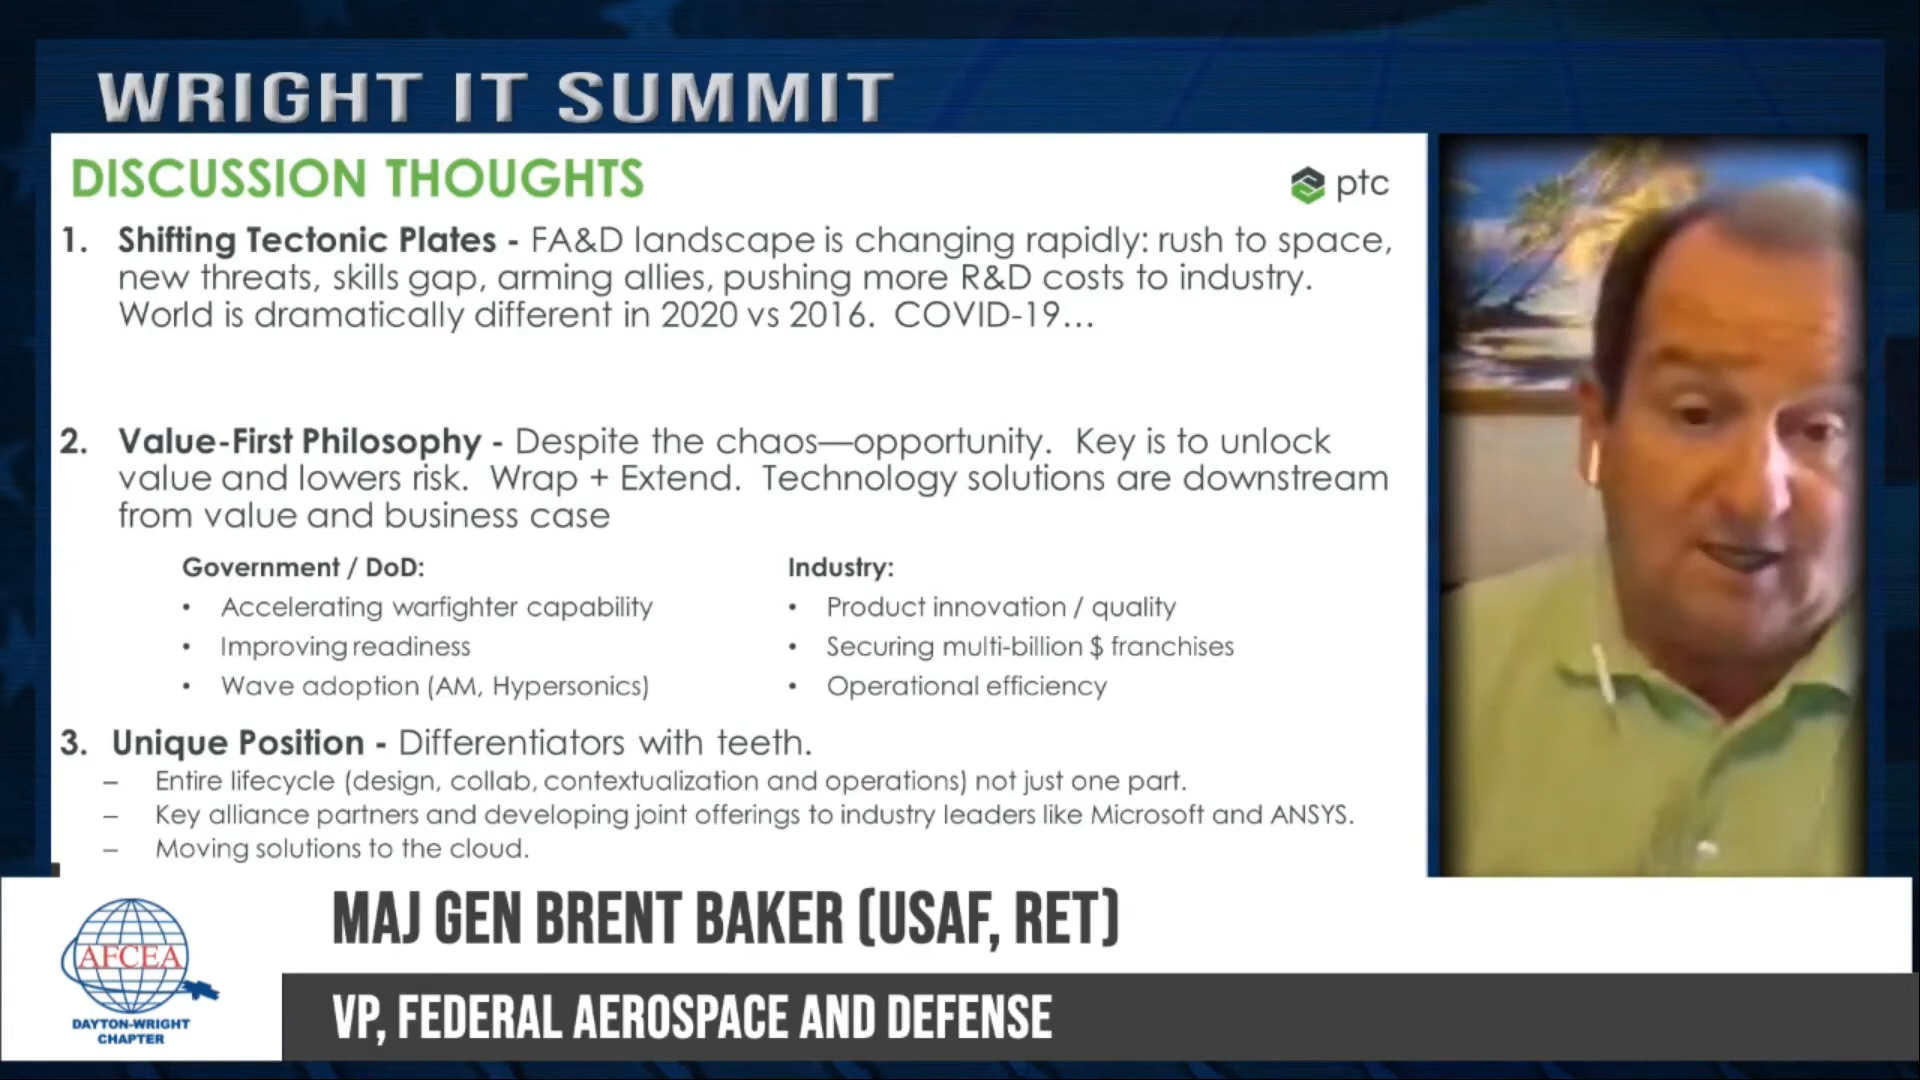 WRIGHT IT SUMMIT
DISCUSSION THOUGHTS
ptc
1. Shifting Tectonic Plates - FA&D landscape is changing rapidly: rush to space,
new threats, skills gap, arming allies, pushing more R&D costs to industry.
World is dramatically different in 2020 vs 2016. COVID-19...
2. Value-First Philosophy - Despite the chaos—opportunity. Key is to unlock
value and lowers risk. Wrap + Extend. Technology solutions are downstream
from value and business case
Government / DoD:
• Accelerating warfighter capability
• Improving readiness
• Wave adoption (AM, Hypersonics)
Industry:
• Product innovation / quality
• Securing multi-billion $ franchises
• Operational efficiency
3. Unique Position - Differentiators with teeth.
– Entire lifecycle (design, collab, contextualization and operations) not just one part.
– Key alliance partners and developing joint offerings to industry leaders like Microsoft and ANSYS.
– Moving solutions to the cloud.
MAJ GEN BRENT BAKER (USAF, RET)
VP, FEDERAL AEROSPACE AND DEFENSE
AFCEA
DAYTON-WRIGHT
CHAPTER